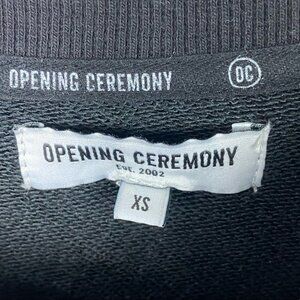 OPENING CEREMONY OC
OPENING CEREMONY
EST. 2002
XS